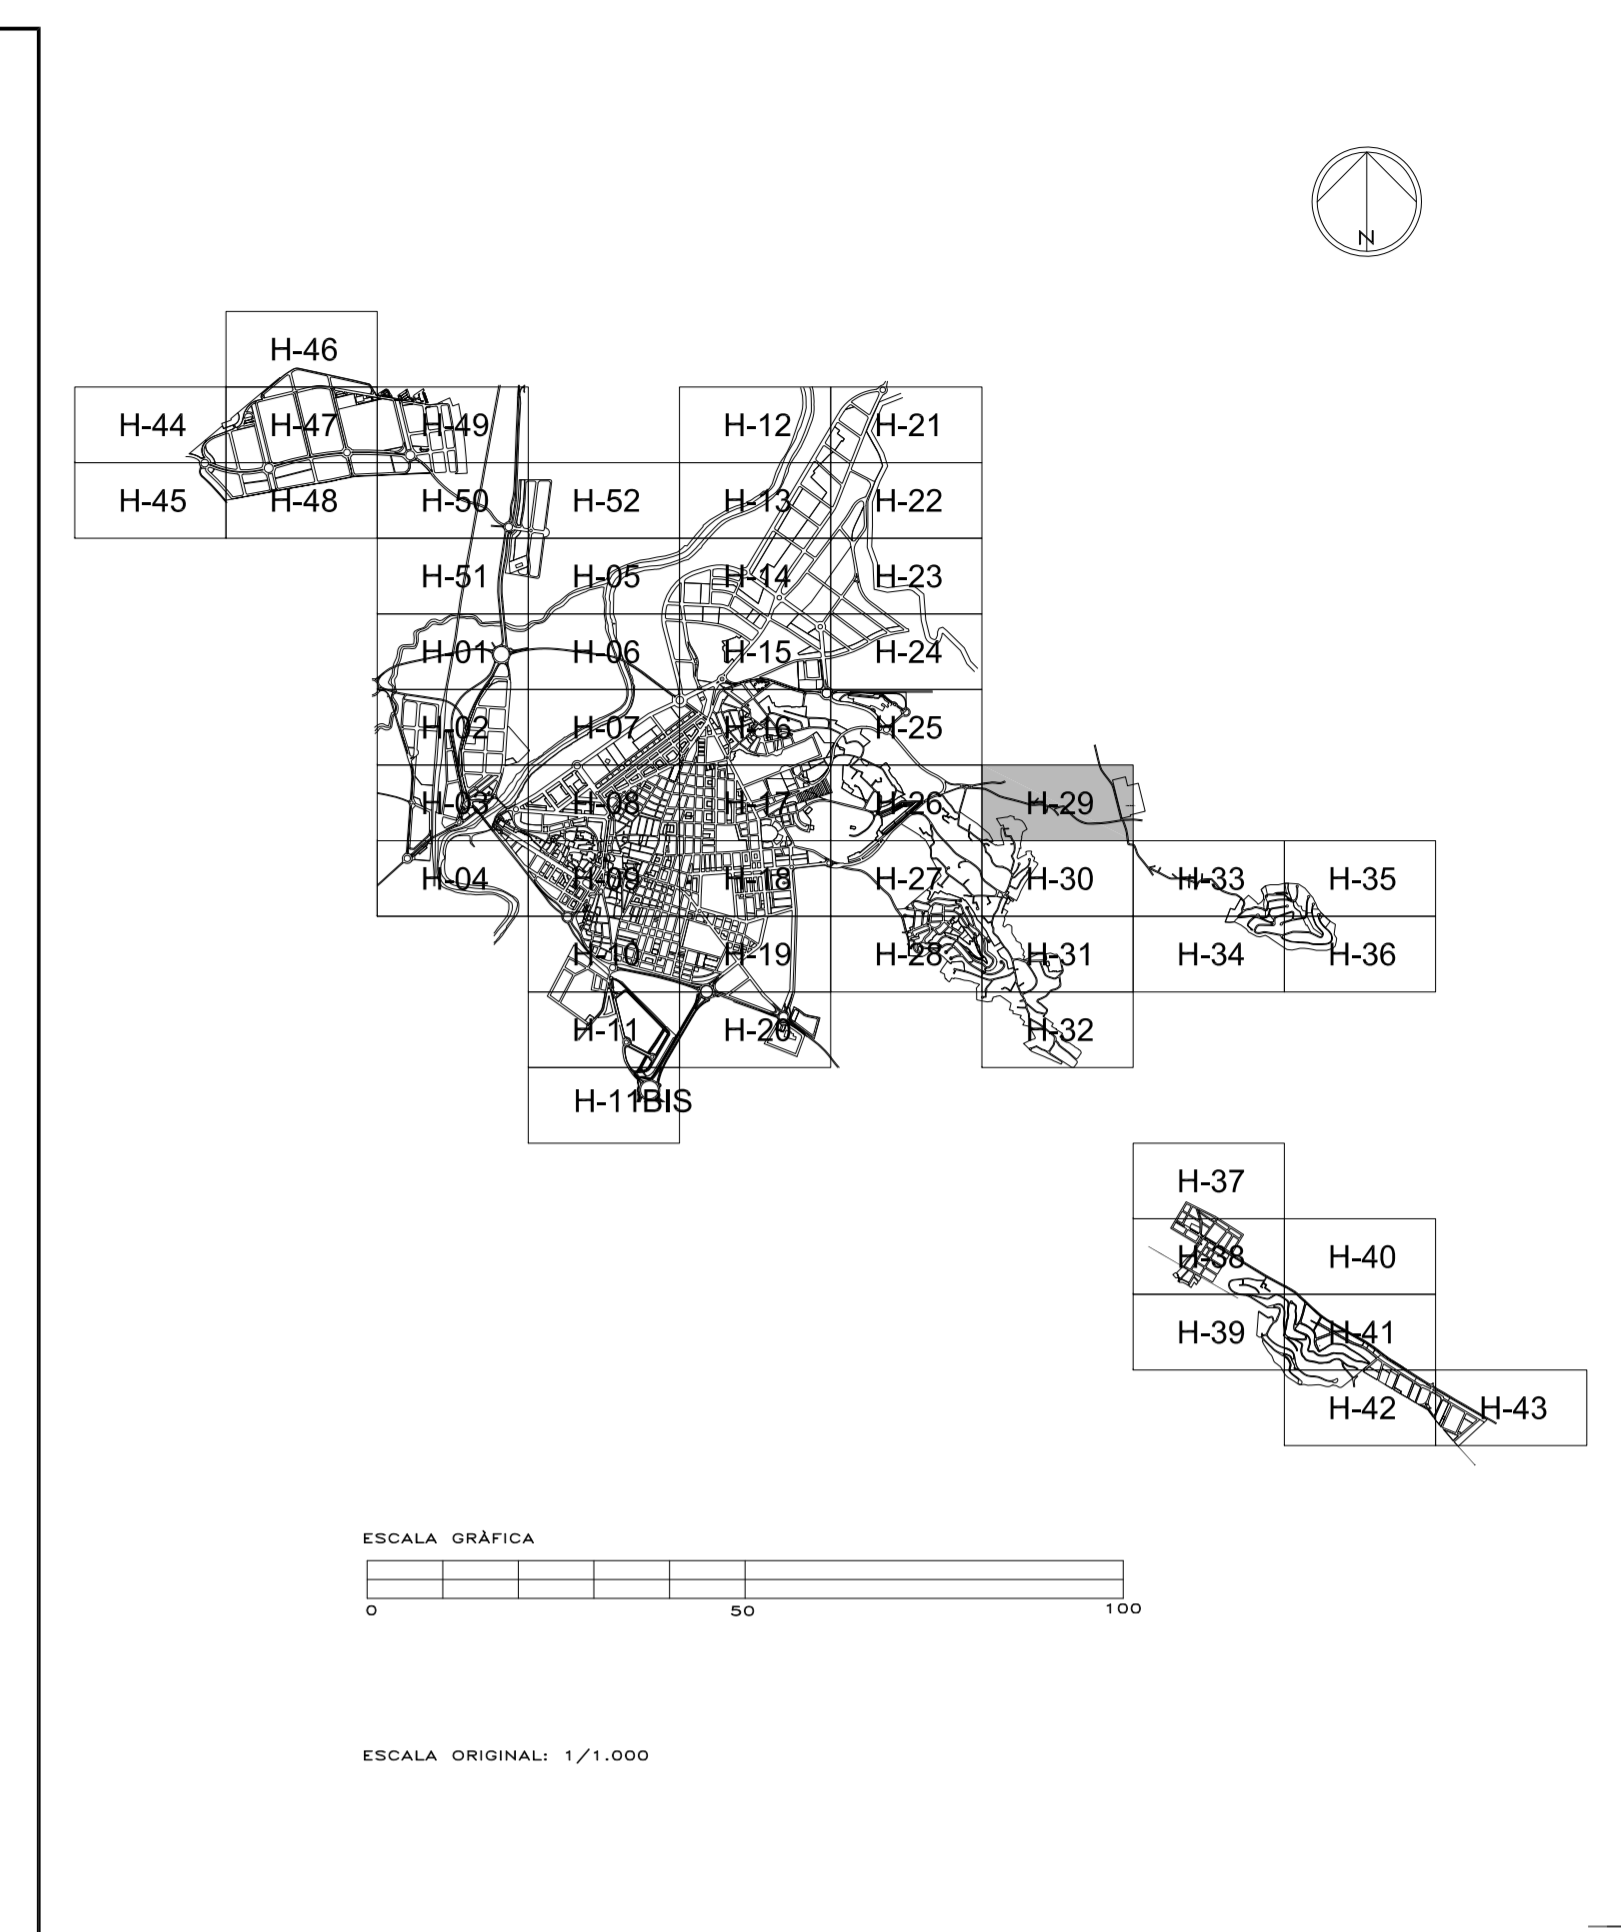 N
H-46
H-44 H-47 H-49 H-12 H-21
H-45 H-48 H-50 H-52 H-13 H-22
H-51 H-05 H-14 H-23
H-01 H-06 H-15 H-24
H-02 H-07 H-16 H-25
H-03 H-08 H-17 H-26 H-29
H-04 H-09 H-18 H-27 H-30 H-33 H-35
H-10 H-19 H-28 H-31 H-34 H-36
H-11 H-20 H-32
H-11BIS
H-37
H-38 H-40
H-39 H-41
H-42 H-43
ESCALA GRÀFICA
0 50 100
ESCALA ORIGINAL: 1/1.000